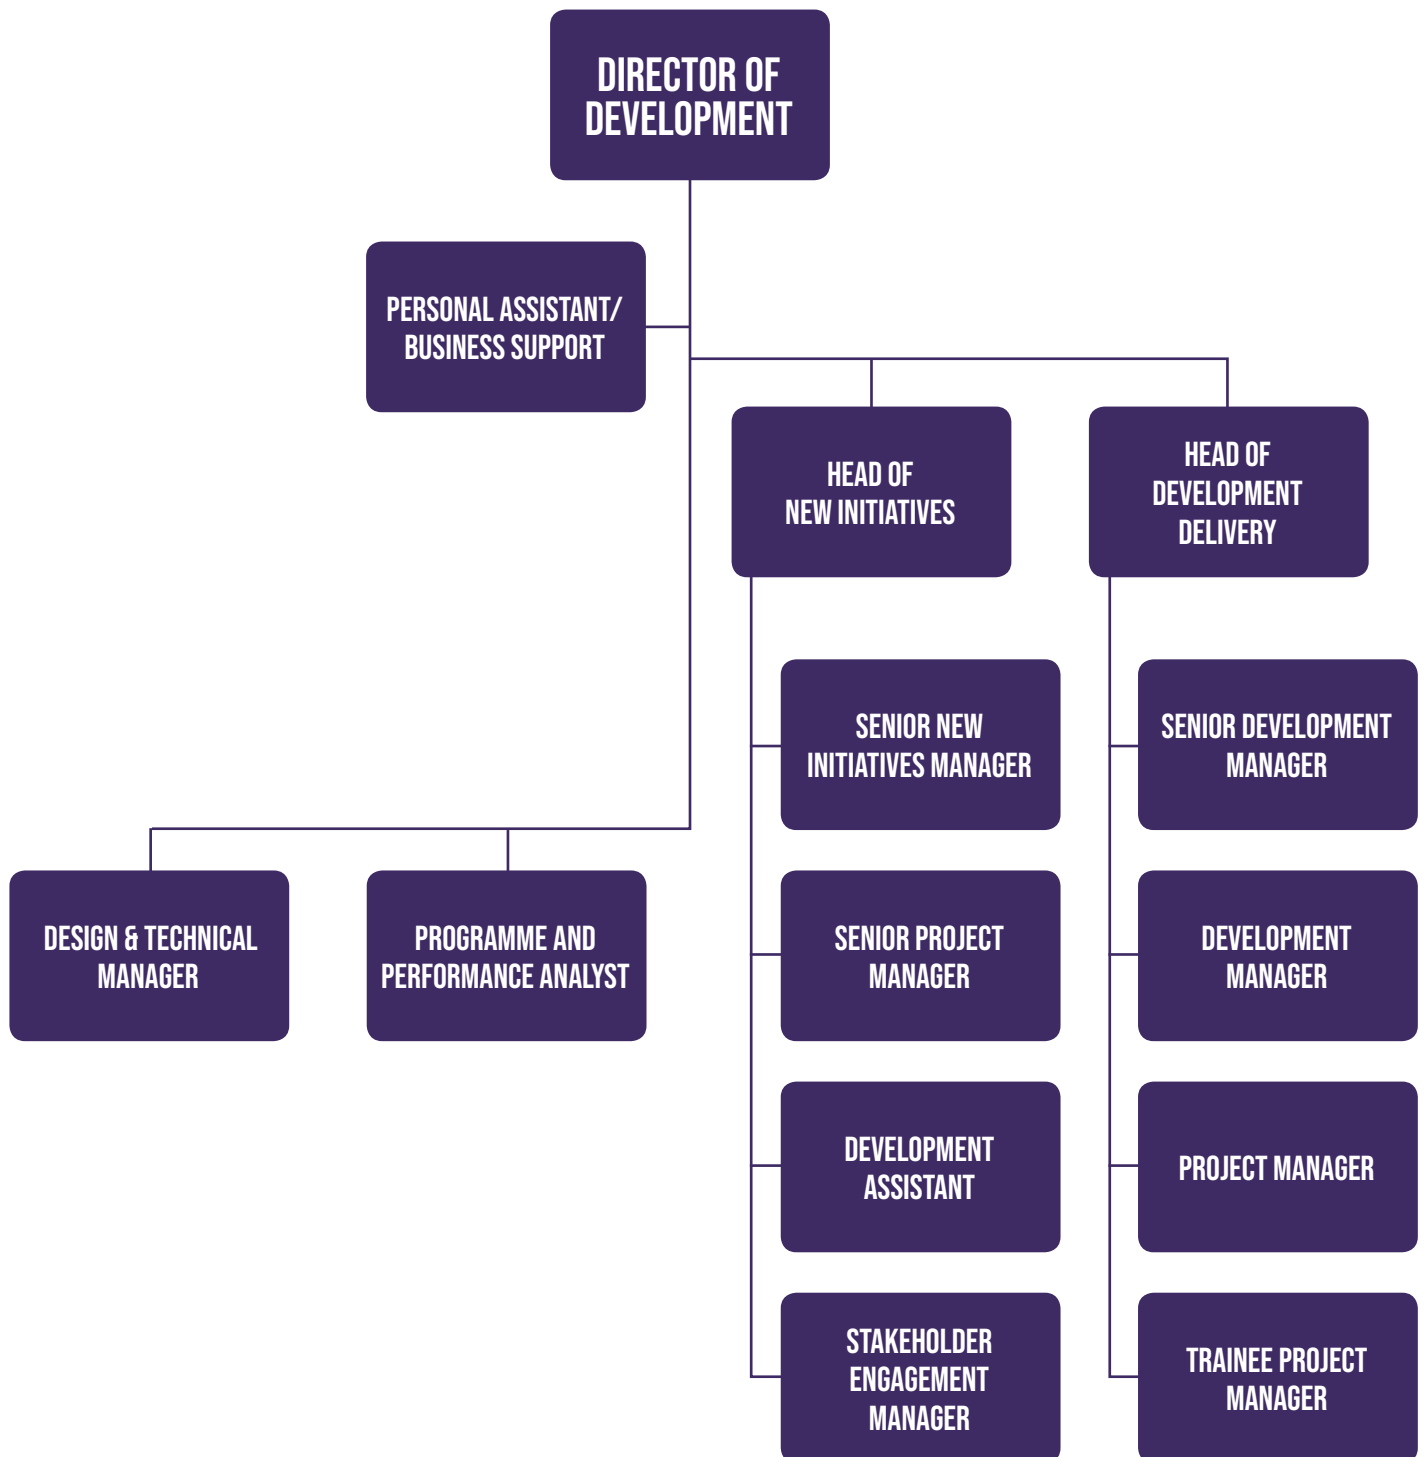 DIRECTOR OF
DEVELOPMENT
PERSONAL ASSISTANT/
BUSINESS SUPPORT
HEAD OF
NEW INITIATIVES
HEAD OF
DEVELOPMENT
DELIVERY
SENIOR NEW
INITIATIVES MANAGER
SENIOR DEVELOPMENT
MANAGER
DESIGN & TECHNICAL
MANAGER
PROGRAMME AND
PERFORMANCE ANALYST
SENIOR PROJECT
MANAGER
DEVELOPMENT
MANAGER
DEVELOPMENT
ASSISTANT
PROJECT MANAGER
STAKEHOLDER
ENGAGEMENT
MANAGER
TRAINEE PROJECT
MANAGER